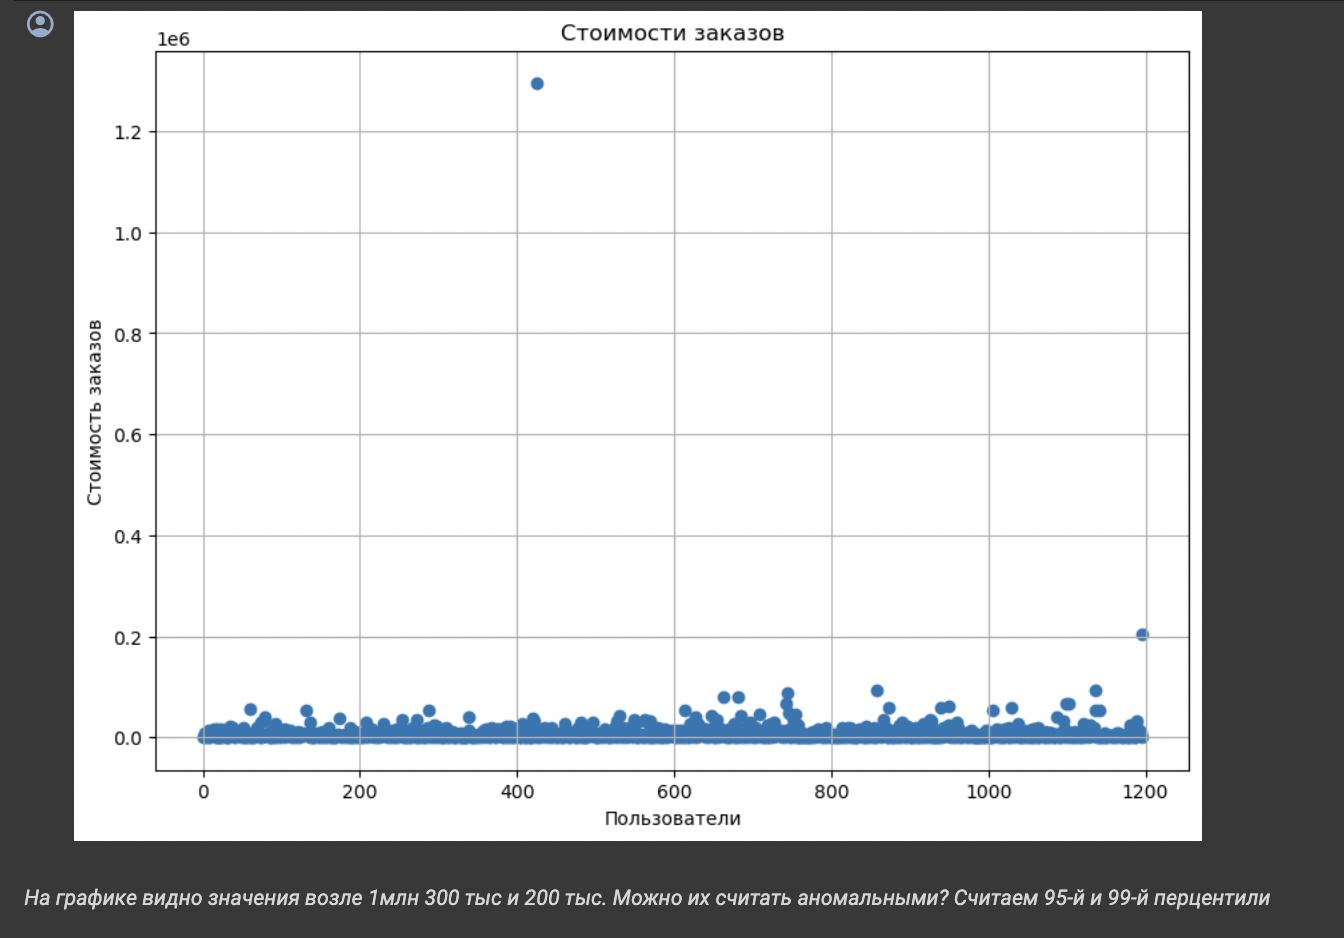 Стоимости заказов
1e6
1.2
1.0
0.8
0.6
0.4
0.2
0.0
Стоимость заказов
0 200 400 600 800 1000 1200
Пользователи
На графике видно значения возле 1млн 300 тыс и 200 тыс. Можно их считать аномальными? Считаем 95-й и 99-й перцентили